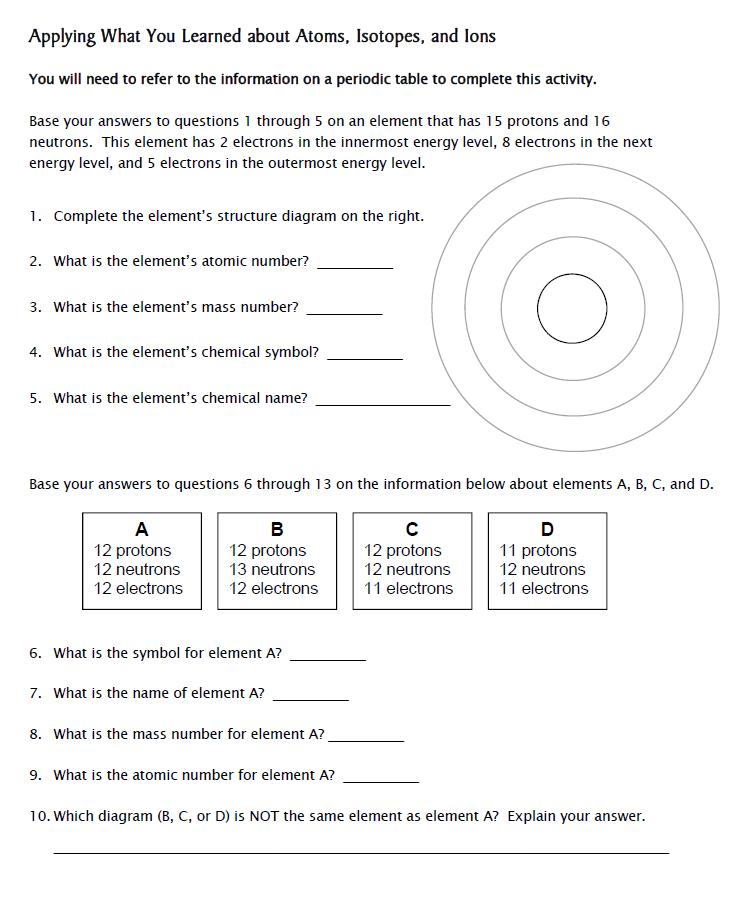 Applying What You Learned about Atoms, Isotopes, and Ions
You will need to refer to the information on a periodic table to complete this activity.
Base your answers to questions 1 through 5 on an element that has 15 protons and 16
neutrons. This element has 2 electrons in the innermost energy level, 8 electrons in the next
energy level, and 5 electrons in the outermost energy level.
1. Complete the element's structure diagram on the right.
2. What is the element's atomic number? __________
3. What is the element's mass number? __________
4. What is the element's chemical symbol? __________
5. What is the element's chemical name? __________________
Base your answers to questions 6 through 13 on the information below about elements A, B, C, and D.
A
12 protons
12 neutrons
12 electrons
B
12 protons
13 neutrons
12 electrons
C
12 protons
12 neutrons
11 electrons
D
11 protons
12 neutrons
11 electrons
6. What is the symbol for element A? __________
7. What is the name of element A? __________
8. What is the mass number for element A? __________
9. What is the atomic number for element A? __________
10. Which diagram (B, C, or D) is NOT the same element as element A? Explain your answer.